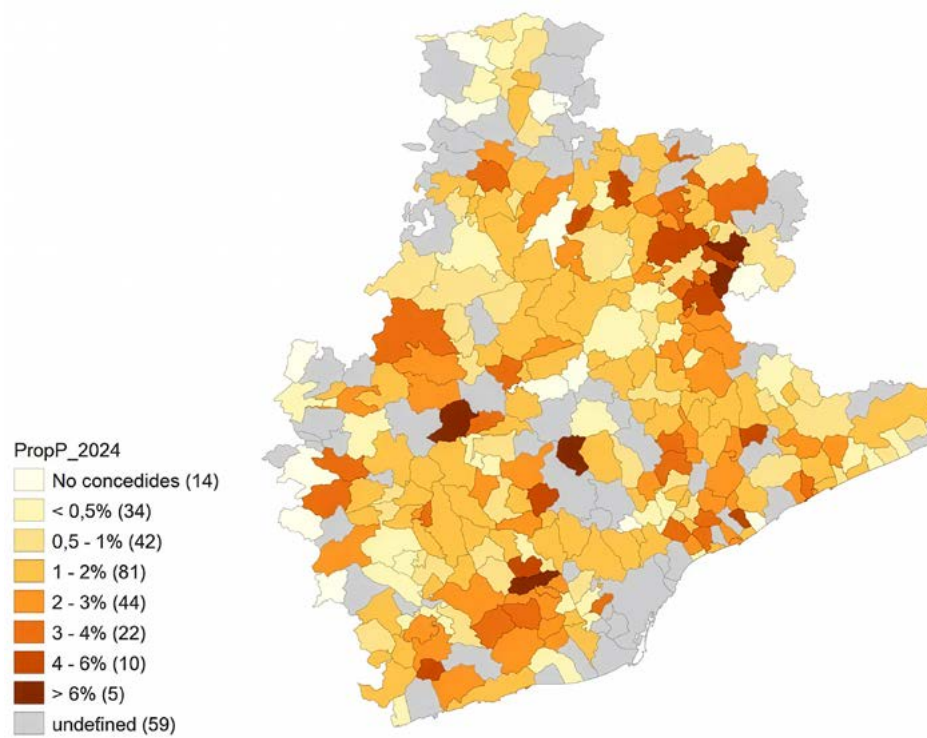 PropP_2024
No concedides (14)
< 0,5% (34)
0,5 - 1% (42)
1 - 2% (81)
2 - 3% (44)
3 - 4% (22)
4 - 6% (10)
> 6% (5)
undefined (59)